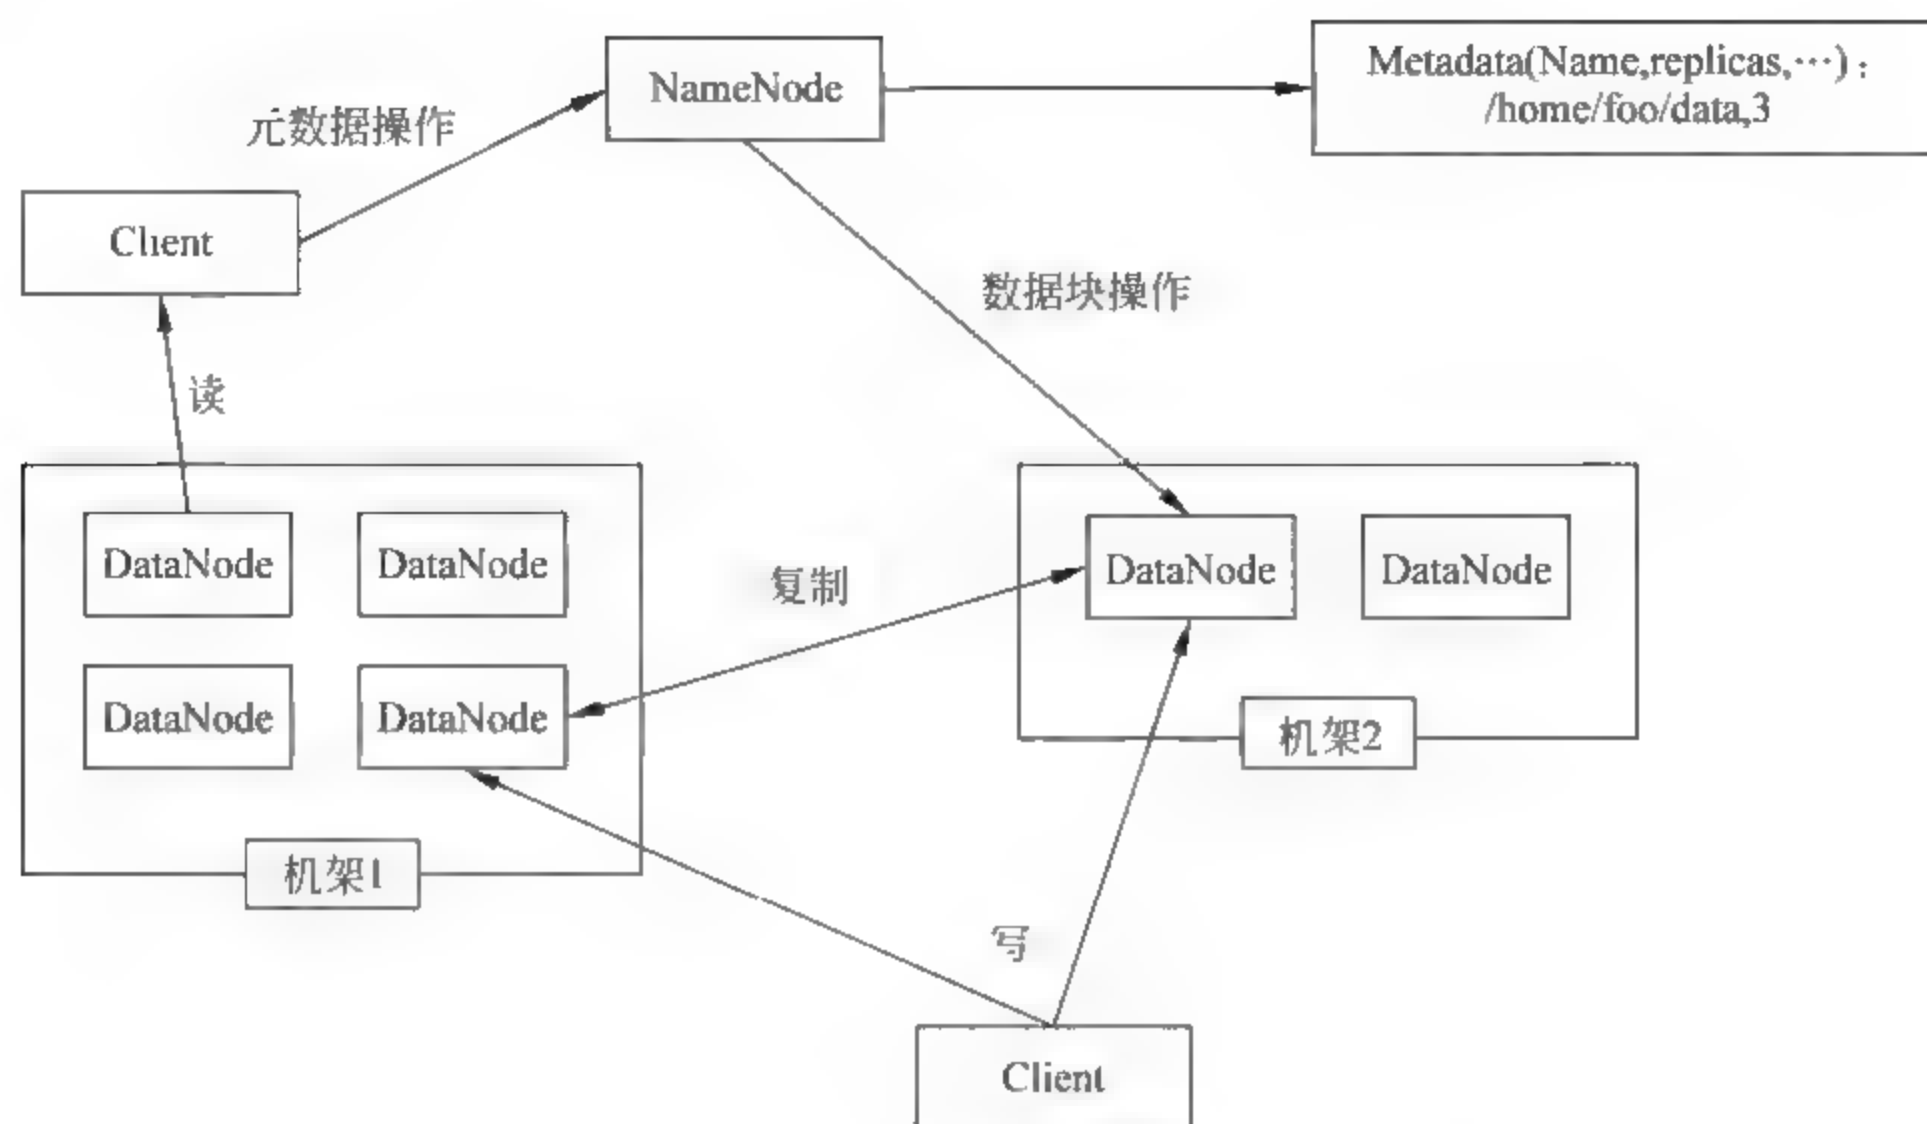 NameNode
Metadata(Name,replicas,…)：
/home/foo/data,3
元数据操作
Client
数据块操作
读
DataNode
DataNode
复制
DataNode
DataNode
DataNode
DataNode
机架2
机架1
写
Client